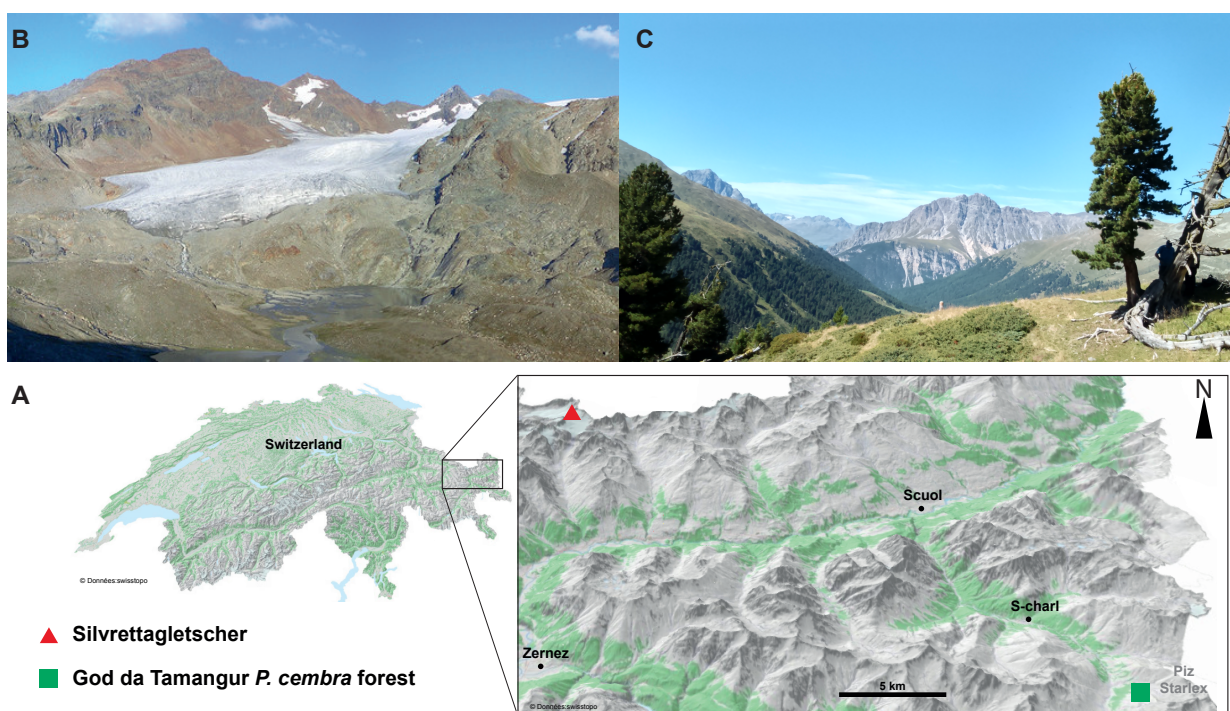 B
C
A
Switzerland
© Données:swisstopo
Silvrettagletscher
God da Tamangur P. cembra forest
N
Scuol
S-charl
Zernez
5 km
Piz
Starlex
© Données:swisstopo